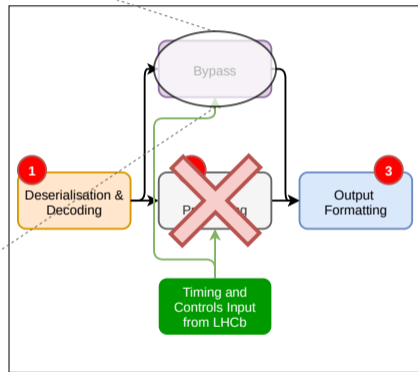 Bypass
1
3
Deserialisation &
Decoding
Output
Formatting
Timing and
Controls Input
from LHCb